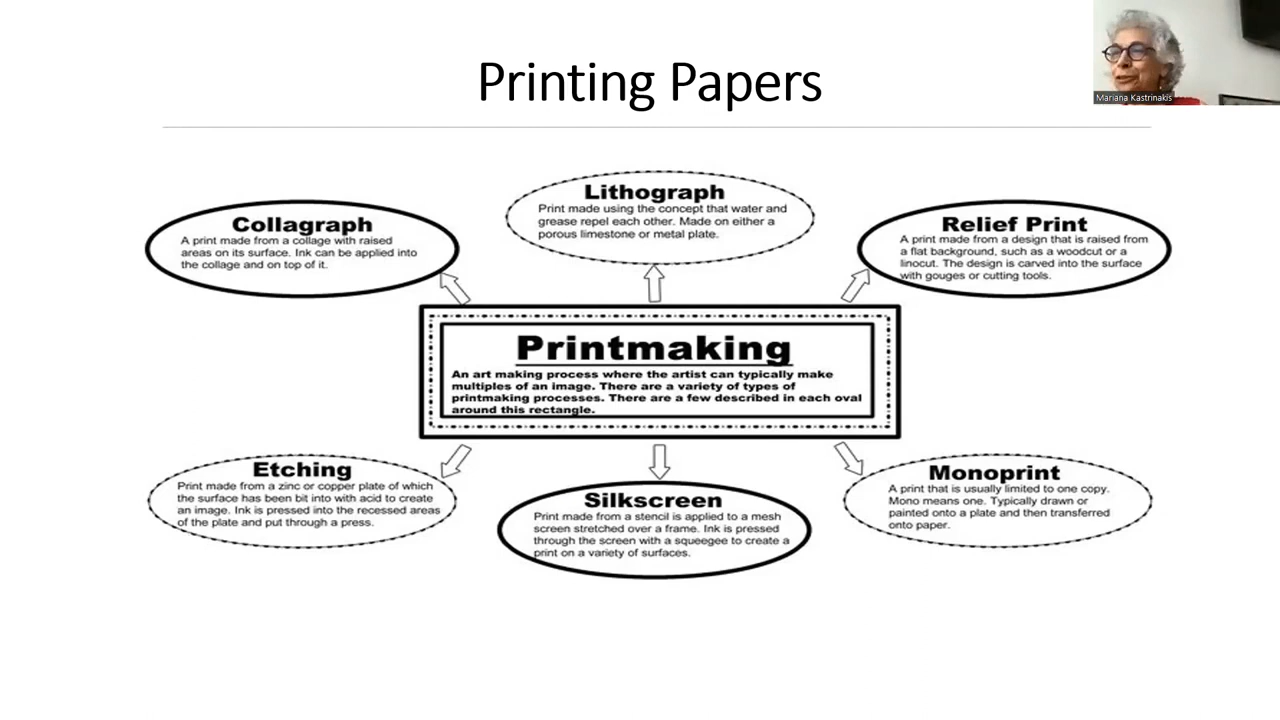 Printing Papers
Mariana Kastrinakis
Collagraph
A print made from a collage with raised
areas on its surface. Ink can be applied into
the collage and on top of it.
Lithograph
Print made using the concept that water and
grease repel each other. Made on either a
porous limestone or metal plate.
Relief Print
A print made from a design that is raised from
a flat background, such as a woodcut or a
linocut. The design is carved into the surface
with gouges or cutting tools.
Printmaking
An art making process where the artist can typically make
multiples of an image. There are a variety of types of
printmaking processes. There are a few described in each oval
around this rectangle.
Etching
Print made from a zinc or copper plate of which
the surface has been bit into with acid to create
an image. Ink is pressed into the recessed areas
of the plate and put through a press.
Silkscreen
Print made from a stencil is applied to a mesh
screen stretched over a frame. Ink is pressed
through the screen with a squeegee to create a
print on a variety of surfaces.
Monoprint
A print that is usually limited to one copy.
Mono means one. Typically drawn or
painted onto a plate and then transferred
onto paper.